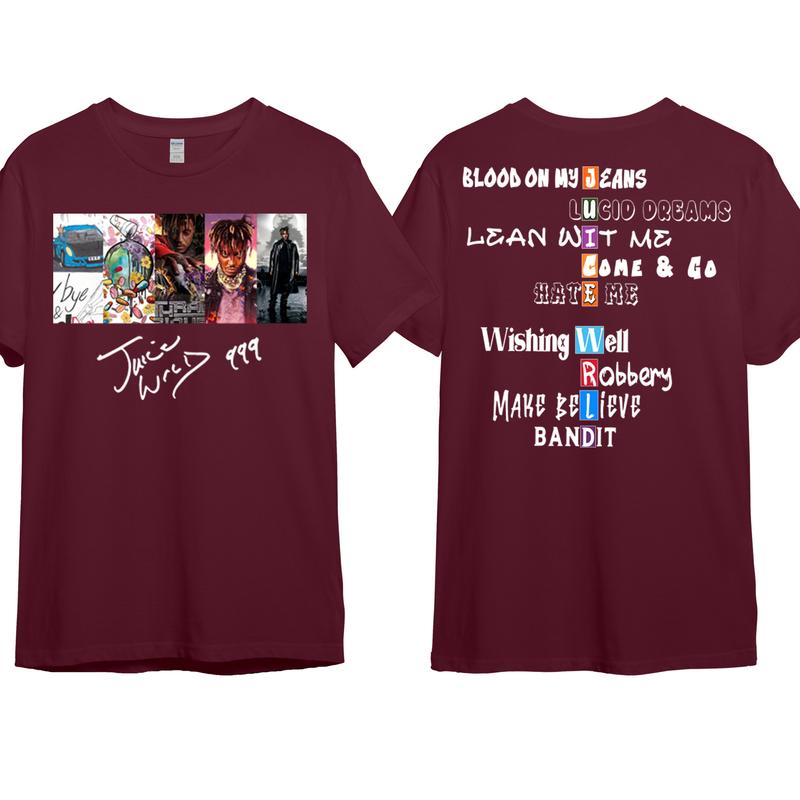 bye
&
Juice
WRLD 999
BLOOD ON MY JEANS
LUCID DREAMS
LEAN WIT ME
COME & GO
HATE ME
Wishing Well
Robbery
MAKE BELIEVE
BANDIT